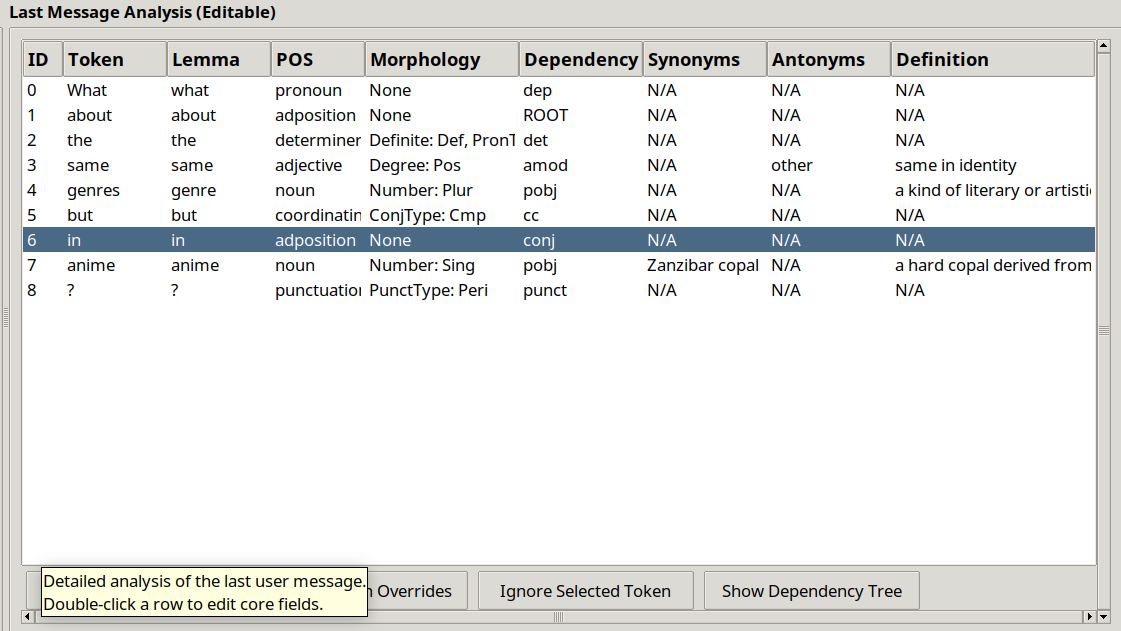 Last Message Analysis (Editable)
ID Token Lemma POS Morphology Dependency Synonyms Antonyms Definition
0 What what pronoun None dep N/A N/A N/A
1 about about adposition None ROOT N/A N/A N/A
2 the the determiner Definite: Def, PronT det N/A N/A N/A
3 same same adjective Degree: Pos amod N/A other same in identity
4 genres genre noun Number: Plur pobj N/A N/A a kind of literary or artisti
5 but but coordinatin ConjType: Cmp cc N/A N/A N/A
6 in in adposition None conj N/A N/A N/A
7 anime anime noun Number: Sing pobj Zanzibar copal N/A a hard copal derived from
8 ? ? punctuation PunctType: Peri punct N/A N/A N/A
Detailed analysis of the last user message.
Double-click a row to edit core fields.
Overrides Ignore Selected Token Show Dependency Tree